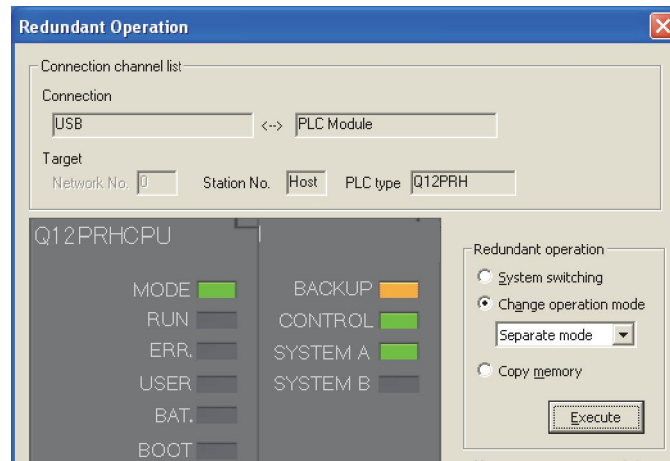 Redundant Operation
Connection channel list
Connection
USB <--> PLC Module
Target
Network No. 0 Station No. Host PLC type Q12PRH
Q12PRHCPU
MODE BACKUP
RUN CONTROL
ERR. SYSTEM A
USER SYSTEM B
BAT.
BOOT
Redundant operation
System switching
Change operation mode
Separate mode
Copy memory
Execute